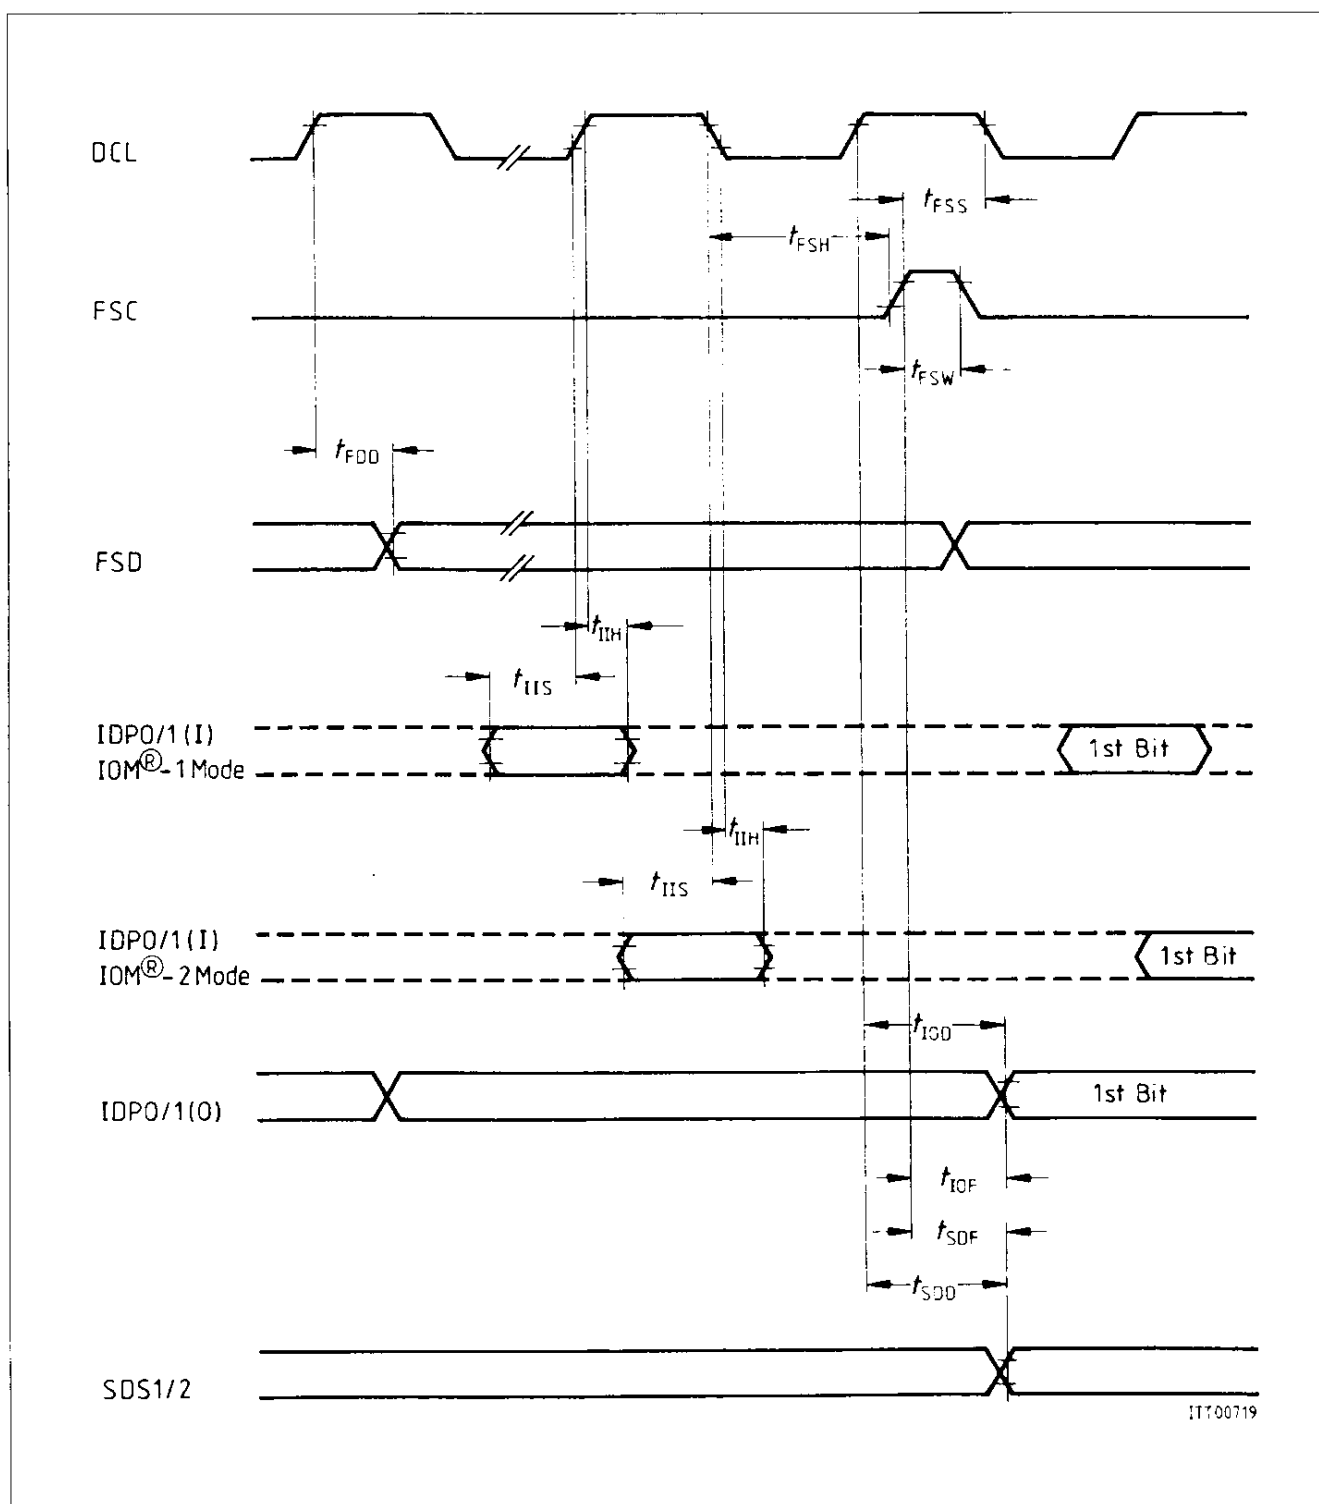 DCL
tFSS
tFSH
FSC
tFSW
tFDD
FSD
tIIH
tIIS
IDP0/1(I)
IOM®-1 Mode
1st Bit
tIIH
tIIS
IDP0/1(I)
IOM®-2 Mode
1st Bit
tIOD
IDP0/1(O)
1st Bit
tIOF
tSDF
tSDD
SDS1/2
ITT00719